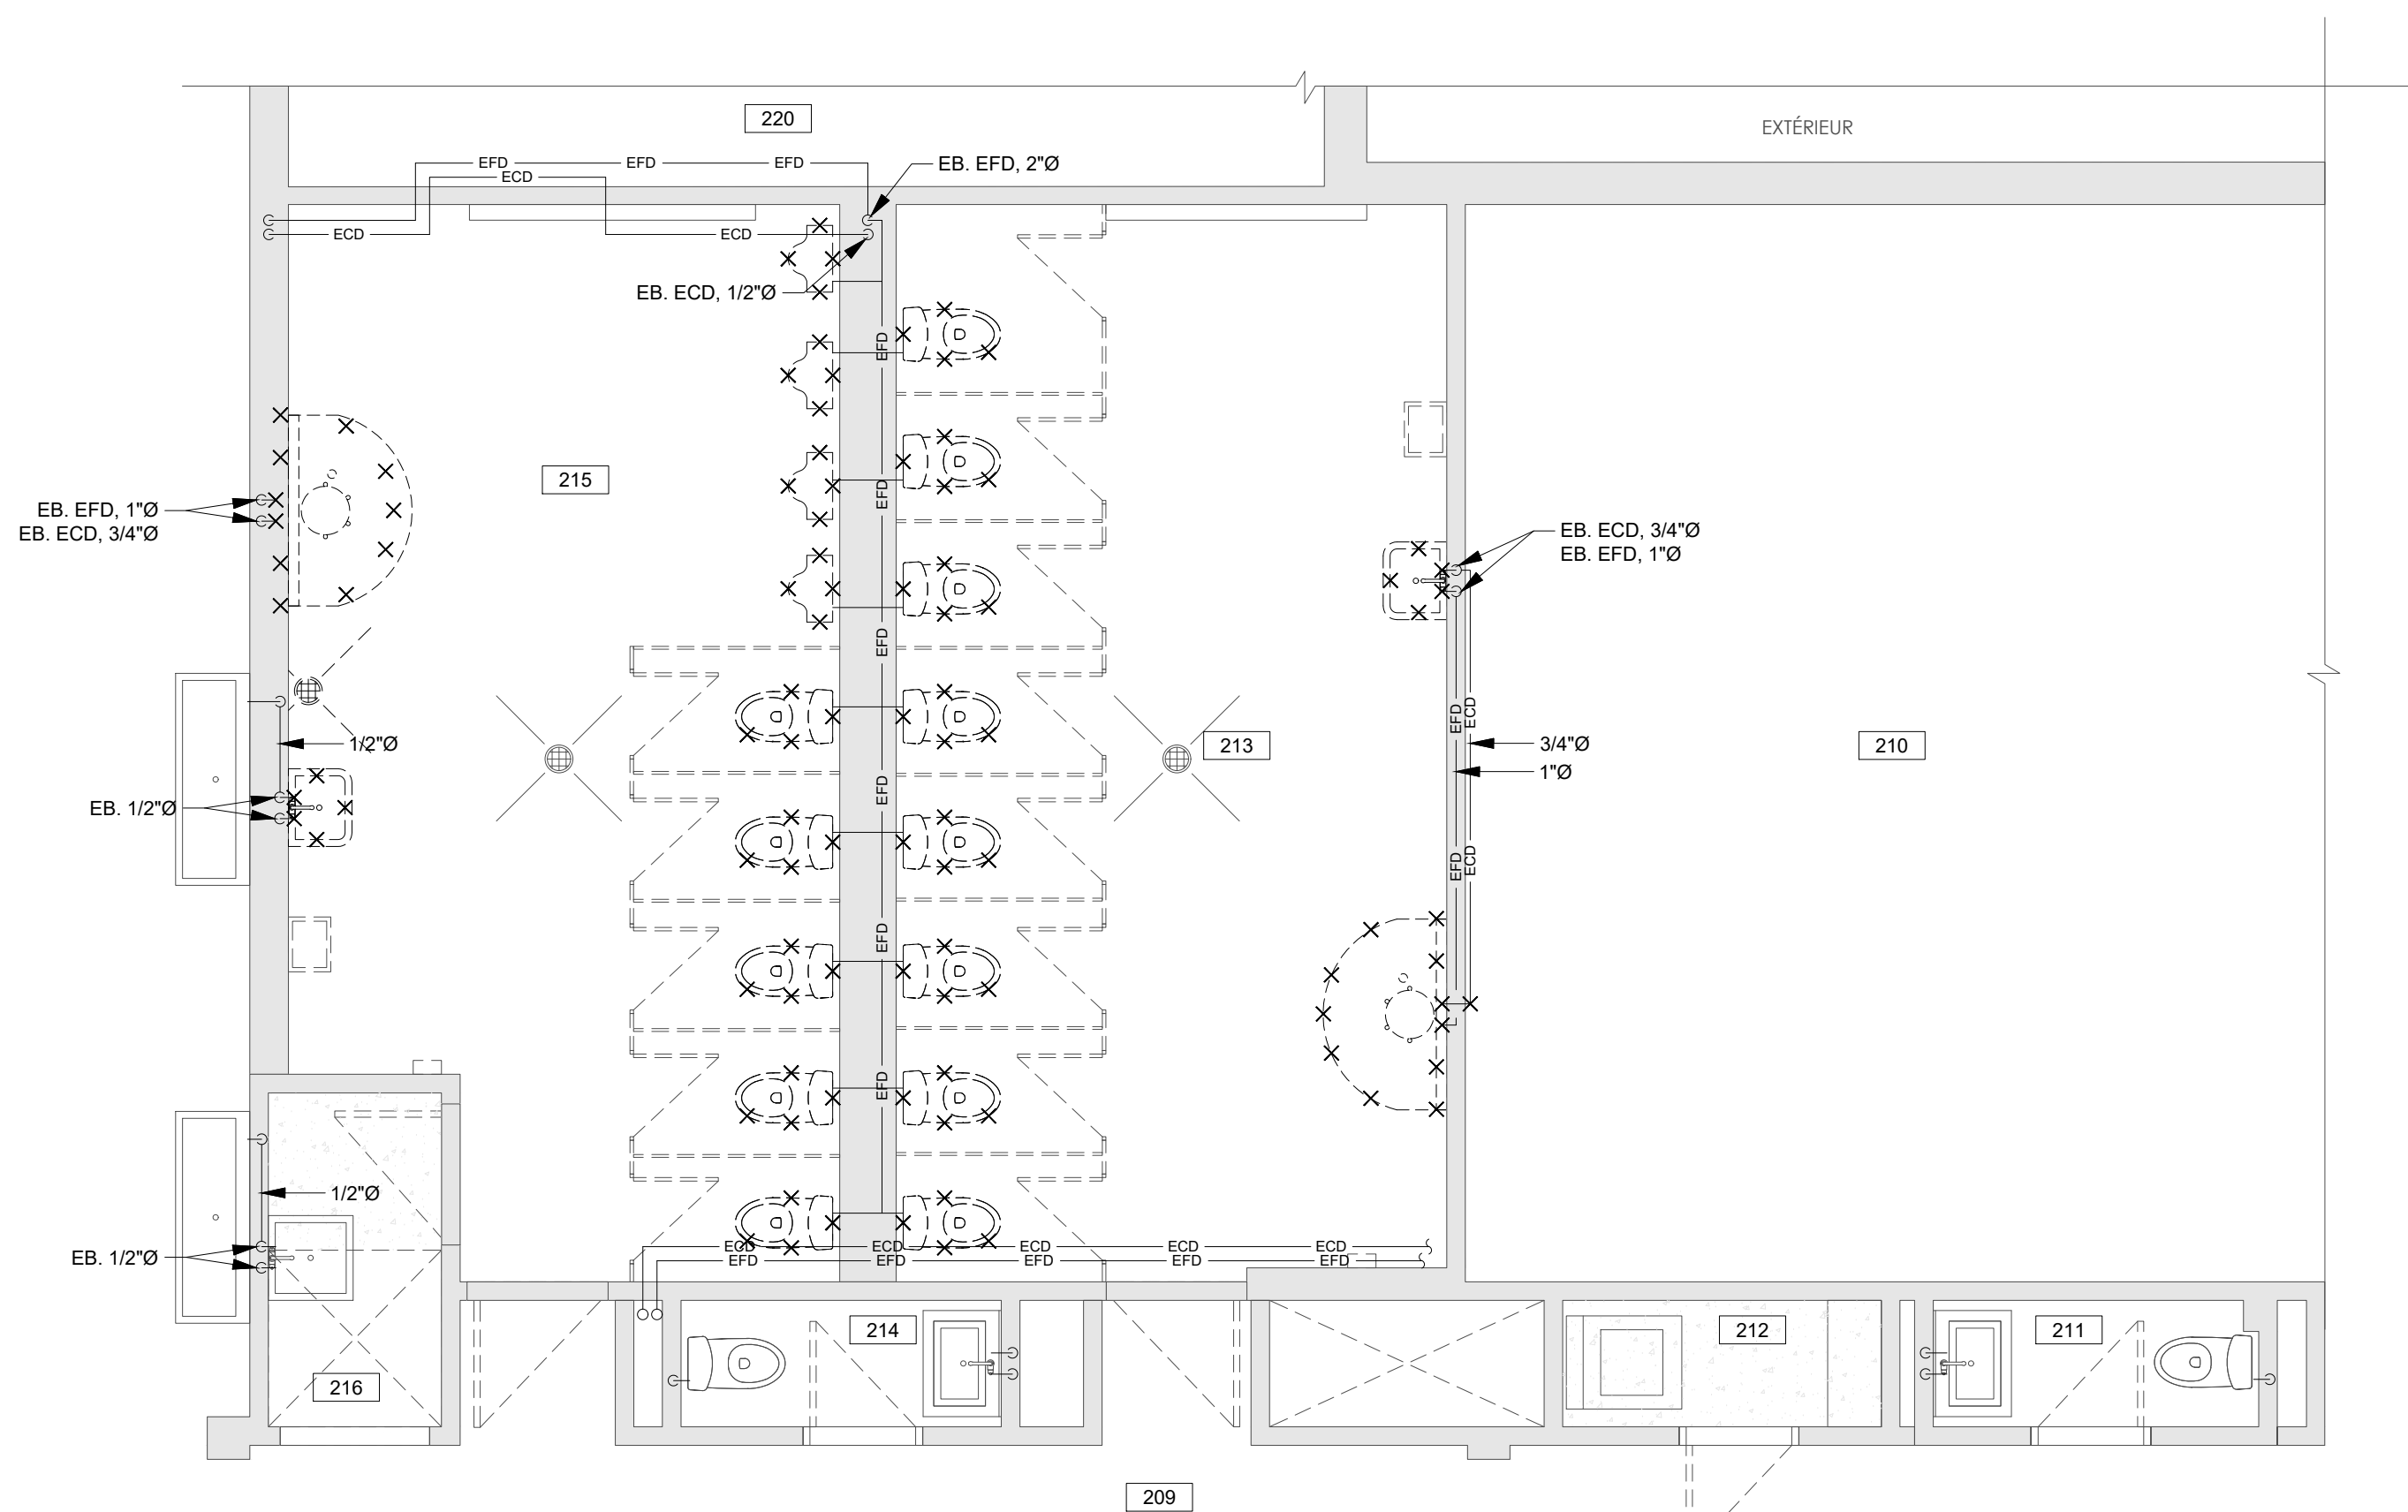 220
EXTÉRIEUR
EFD EFD EFD
EB. EFD, 2"Ø
ECD
ECD ECD
EB. ECD, 1/2"Ø
EFD
215
EFD
EB. EFD, 1"Ø
EB. ECD, 3/4"Ø
EB. ECD, 3/4"Ø
EB. EFD, 1"Ø
EFD
EFD
ECD
1/2"Ø
213
3/4"Ø
210
1"Ø
EFD
EB. 1/2"Ø
EFD
ECD
EFD
EFD
1/2"Ø
ECD ECD ECD ECD ECD
EFD EFD EFD EFD EFD
EB. 1/2"Ø
214
212
211
216
209